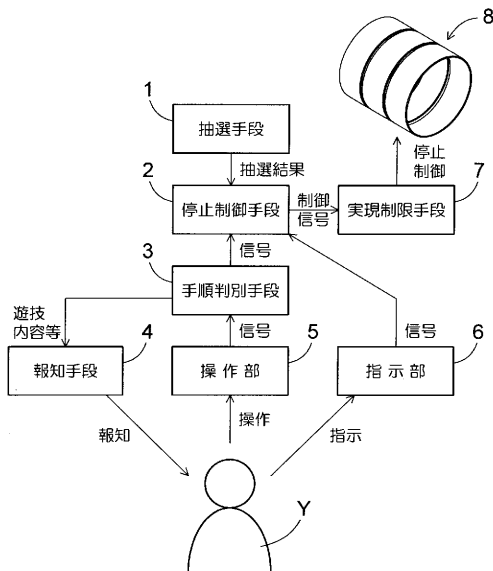 8
1
抽選手段
抽選結果
停止
制御
2
停止制御手段
制御
信号
7
実現制限手段
信号
3
手順判別手段
遊技
内容等
信号
信号
4
報知手段
5
操作部
6
指示部
報知
操作
指示
Y